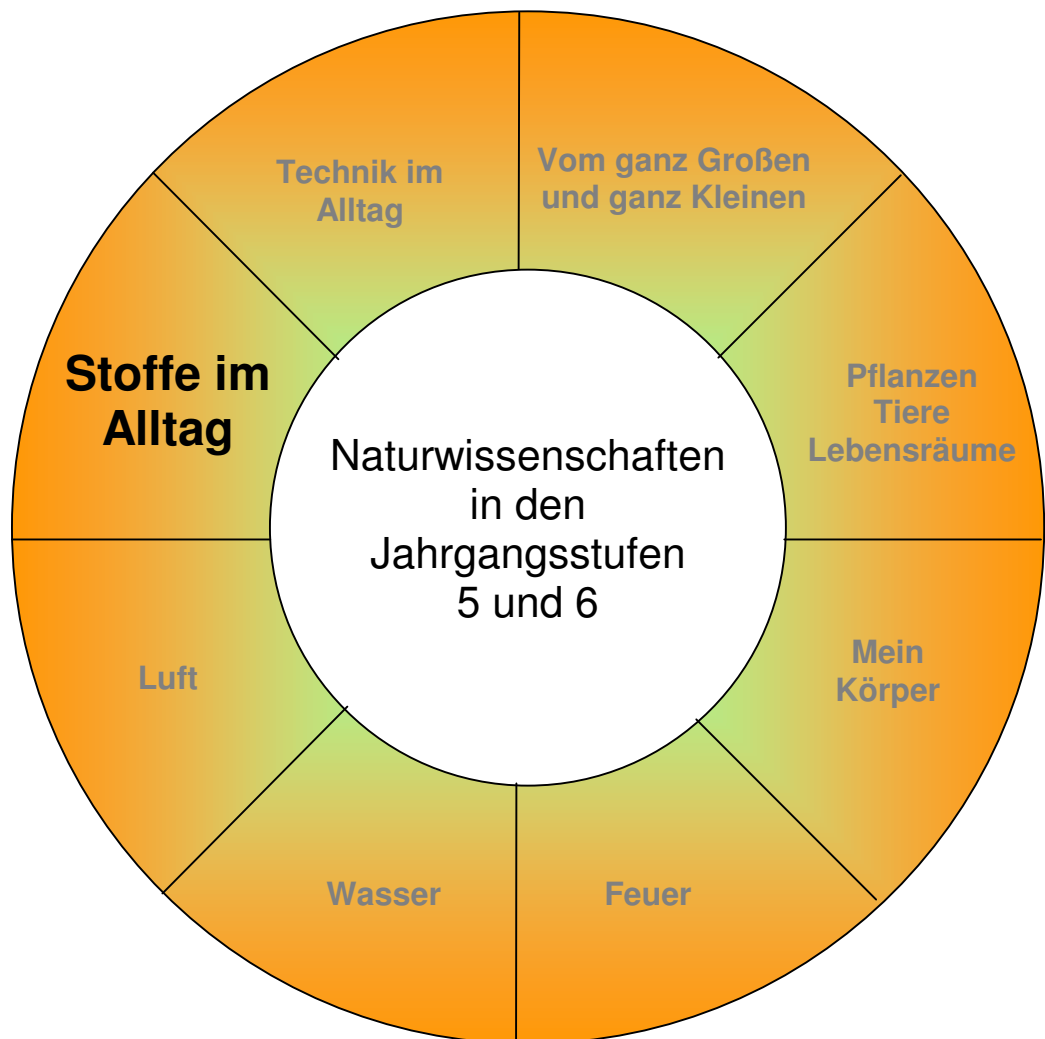 Technik im
Alltag
Vom ganz Großen
und ganz Kleinen
Stoffe im
Alltag
Pflanzen
Tiere
Lebensräume
Naturwissenschaften
in den
Jahrgangsstufen
5 und 6
Luft
Mein
Körper
Wasser
Feuer